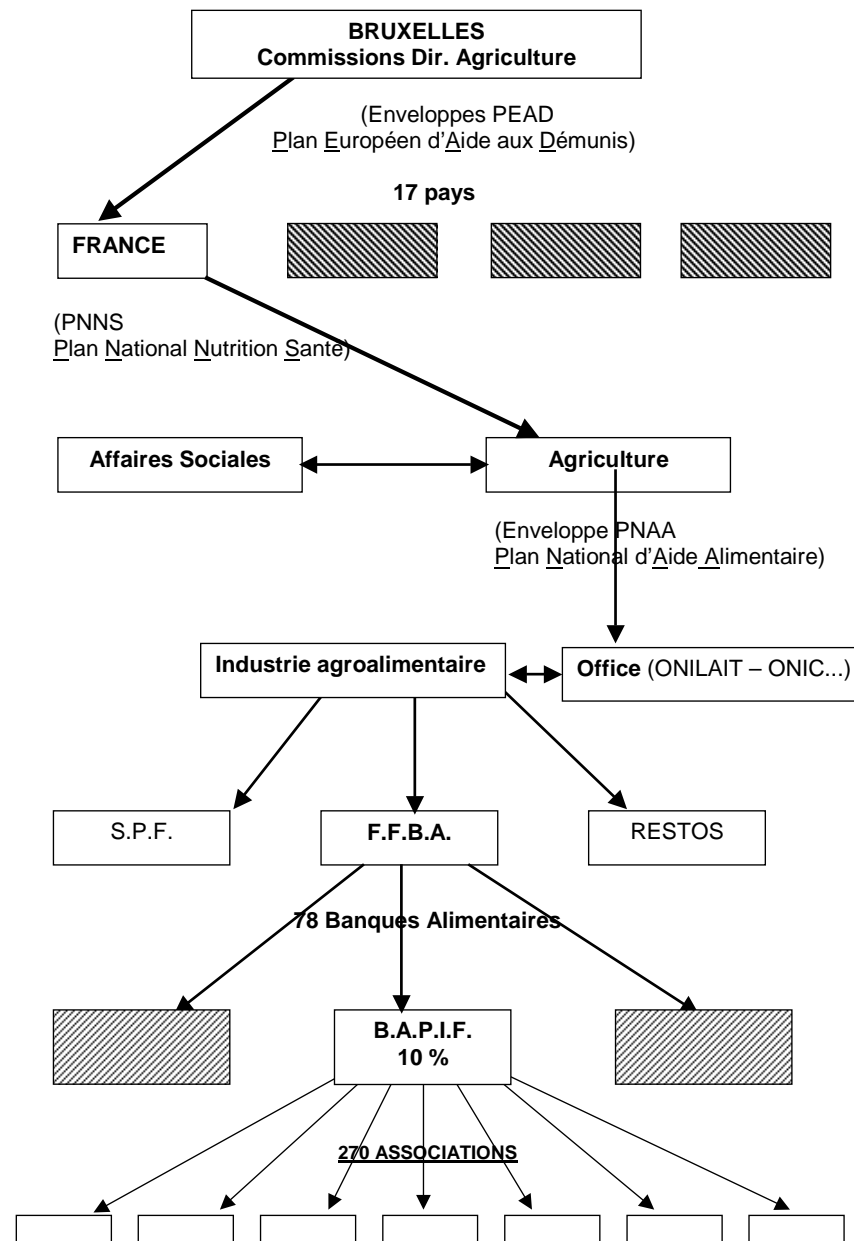 BRUXELLES
Commissions Dir. Agriculture
(Enveloppes PEAD
Plan Européen d'Aide aux Démunis)
17 pays
FRANCE
(PNNS
Plan National Nutrition Sante)
Affaires Sociales
Agriculture
(Enveloppe PNAA
Plan National d'Aide Alimentaire)
Industrie agroalimentaire
Office (ONILAIT – ONIC...)
S.P.F.
F.F.B.A.
RESTOS
78 Banques Alimentaires
B.A.P.I.F.
10 %
270 ASSOCIATIONS